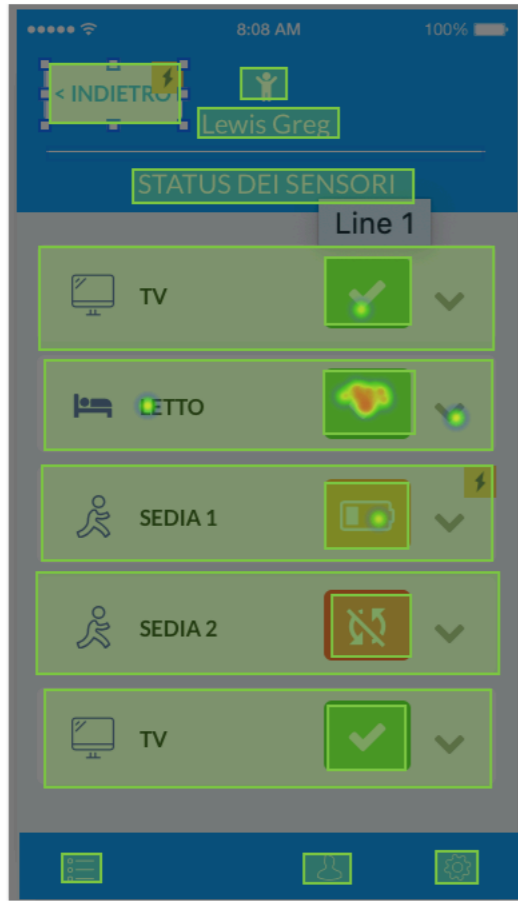 8:08 AM 100%
< INDIETRO
Lewis Greg
STATUS DEI SENSORI
Line 1
TV
LETTO
SEDIA 1
SEDIA 2
TV